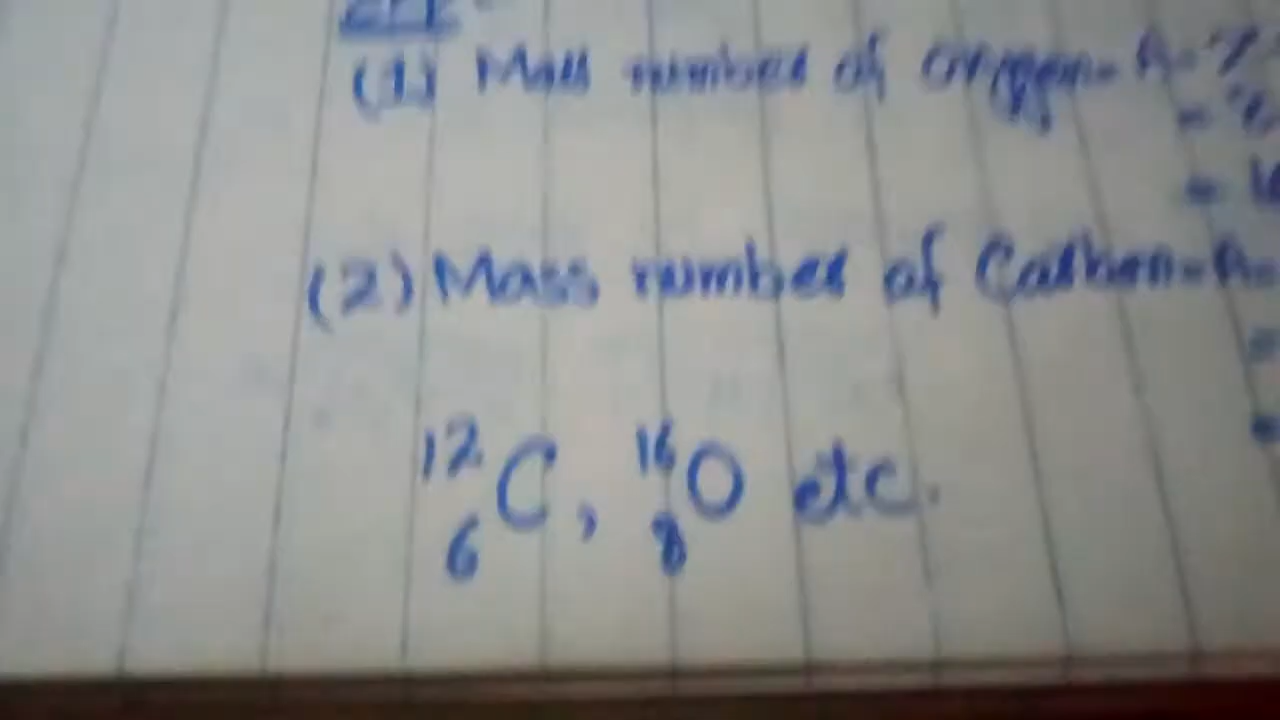 (1) Mass number of oxygen- A-
=
=
(2) Mass number of Carbon- A-
=
=
12 6 C, 16 8 O etc.